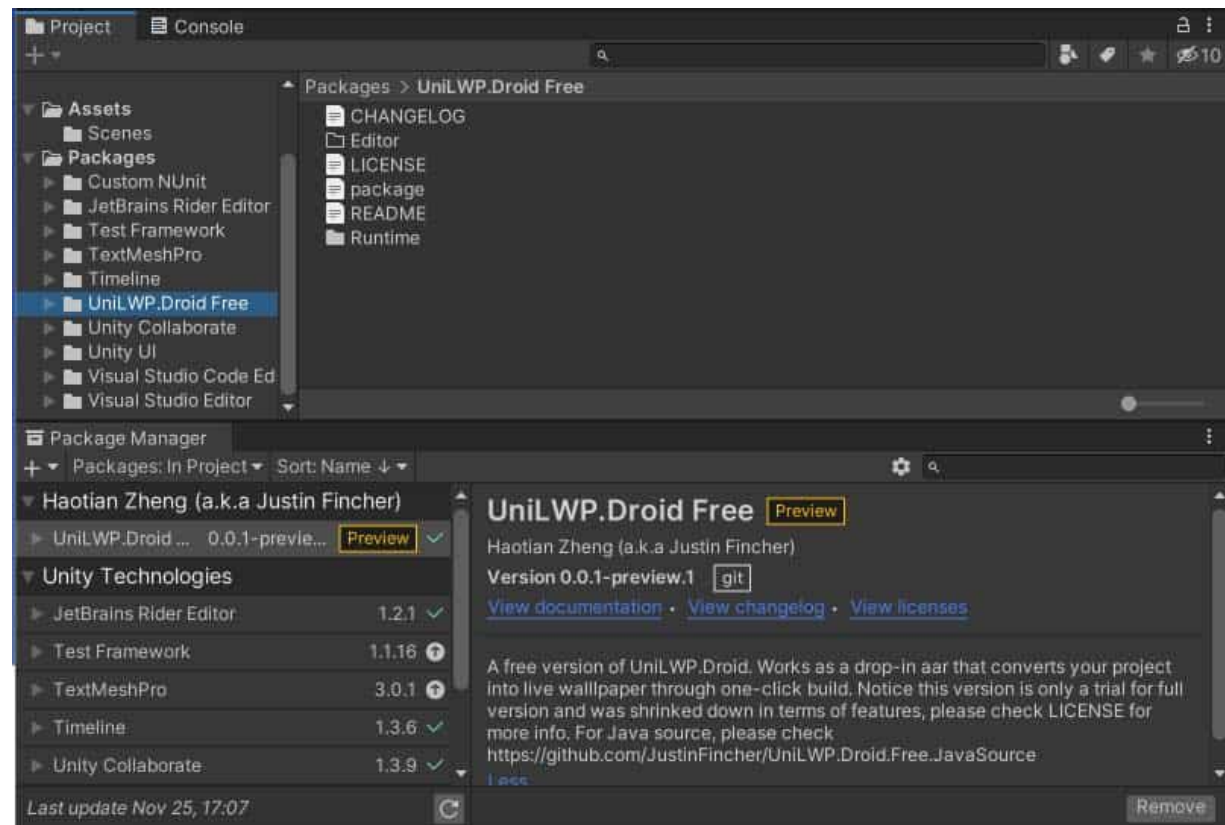 Project
Console
10
Packages > UniLWP.Droid Free
Assets
Scenes
Packages
Custom NUnit
JetBrains Rider Editor
Test Framework
TextMeshPro
Timeline
UniLWP.Droid Free
Unity Collaborate
Unity UI
Visual Studio Code Ed
Visual Studio Editor
CHANGELOG
Editor
LICENSE
package
README
Runtime
Package Manager
Packages: In Project Sort: Name ↓
Haotian Zheng (a.k.a Justin Fincher)
UniLWP.Droid ... 0.0.1-previe... Preview
Unity Technologies
JetBrains Rider Editor 1.2.1
Test Framework 1.1.16
TextMeshPro 3.0.1
Timeline 1.3.6
Unity Collaborate 1.3.9
Last update Nov 25, 17:07
UniLWP.Droid Free Preview
Haotian Zheng (a.k.a Justin Fincher)
Version 0.0.1-preview.1 git
View documentation • View changelog • View licenses
A free version of UniLWP.Droid. Works as a drop-in aar that converts your project
into live walllpaper through one-click build. Notice this version is only a trial for full
version and was shrinked down in terms of features, please check LICENSE for
more info. For Java source, please check
https://github.com/JustinFincher/UniLWP.Droid.Free.JavaSource
Less
Remove